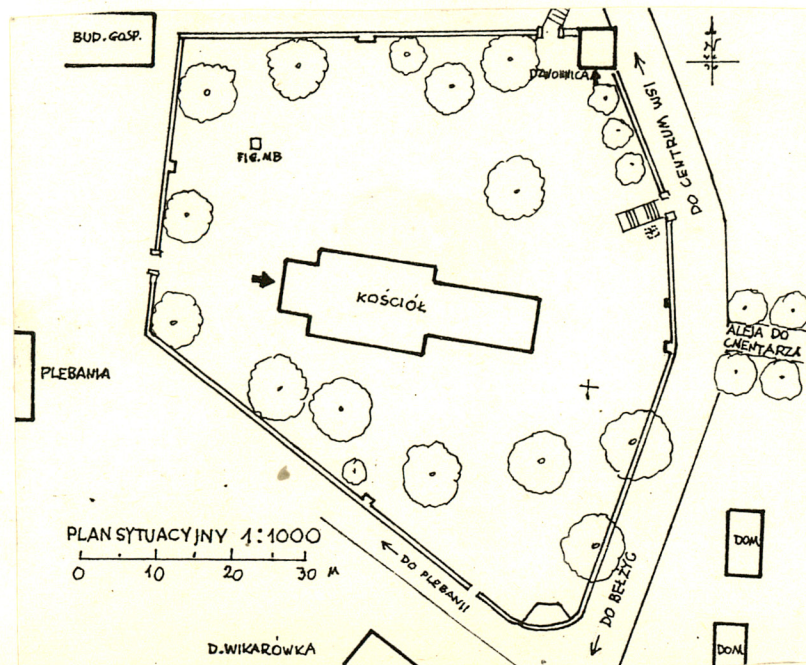 BUD. GOSP.
DZWONNICA
N
DO CENTRUM WSI
FIG. MB
KOŚCIÓŁ
ALEJA DO
CMENTARZA
PLEBANIA
PLAN SYTUACYJNY 1:1000
0 10 20 30 M
DO PLEBANII
DO BEŁŻYC
DOM
DOM
D. WIKARÓWKA